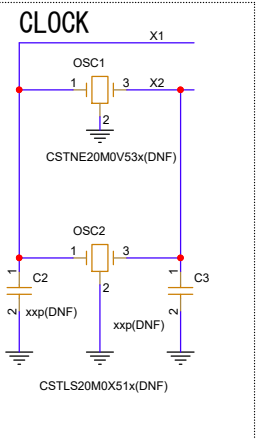 CLOCK
X1
OSC1
1
3
X2
2
CSTNE20M0V53x(DNF)
OSC2
1
3
1
C2
2
1
C3
2
xxp(DNF)
2
xxp(DNF)
CSTLS20M0X51x(DNF)